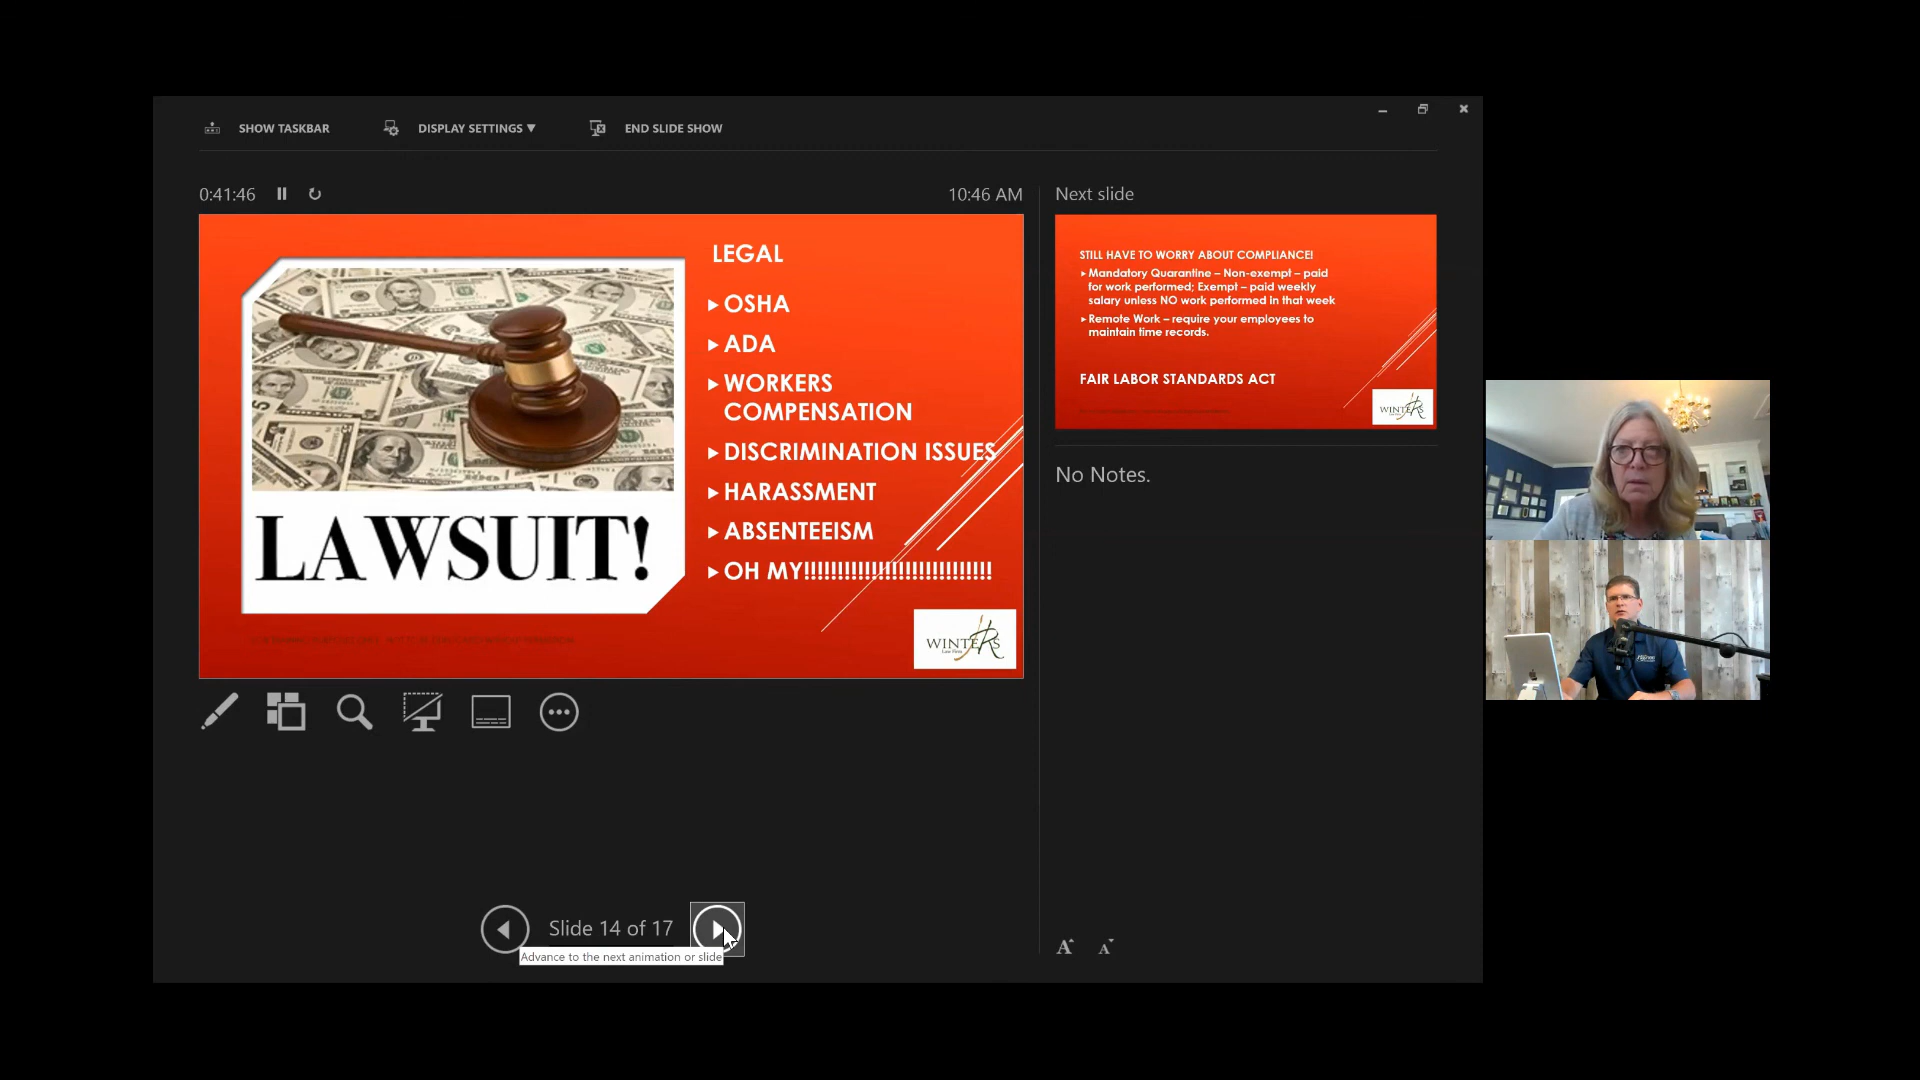 SHOW TASKBAR
DISPLAY SETTINGS ▼
END SLIDE SHOW
0:41:46
10:46 AM
LAWSUIT!
LEGAL
OSHA
ADA
WORKERS
COMPENSATION
DISCRIMINATION ISSUES
HARASSMENT
ABSENTEEISM
OH MY!!!!!!!!!!!!!!!!!!!!!!!!!!!!
WINTERS
Law Firm
Next slide
STILL HAVE TO WORRY ABOUT COMPLIANCE!
Mandatory Quarantine – Non-exempt – paid
for work performed; Exempt – paid weekly
salary unless NO work performed in that week
Remote Work – require your employees to
maintain time records.
FAIR LABOR STANDARDS ACT
WINTERS
No Notes.
Slide 14 of 17
Advance to the next animation or slide
A
A